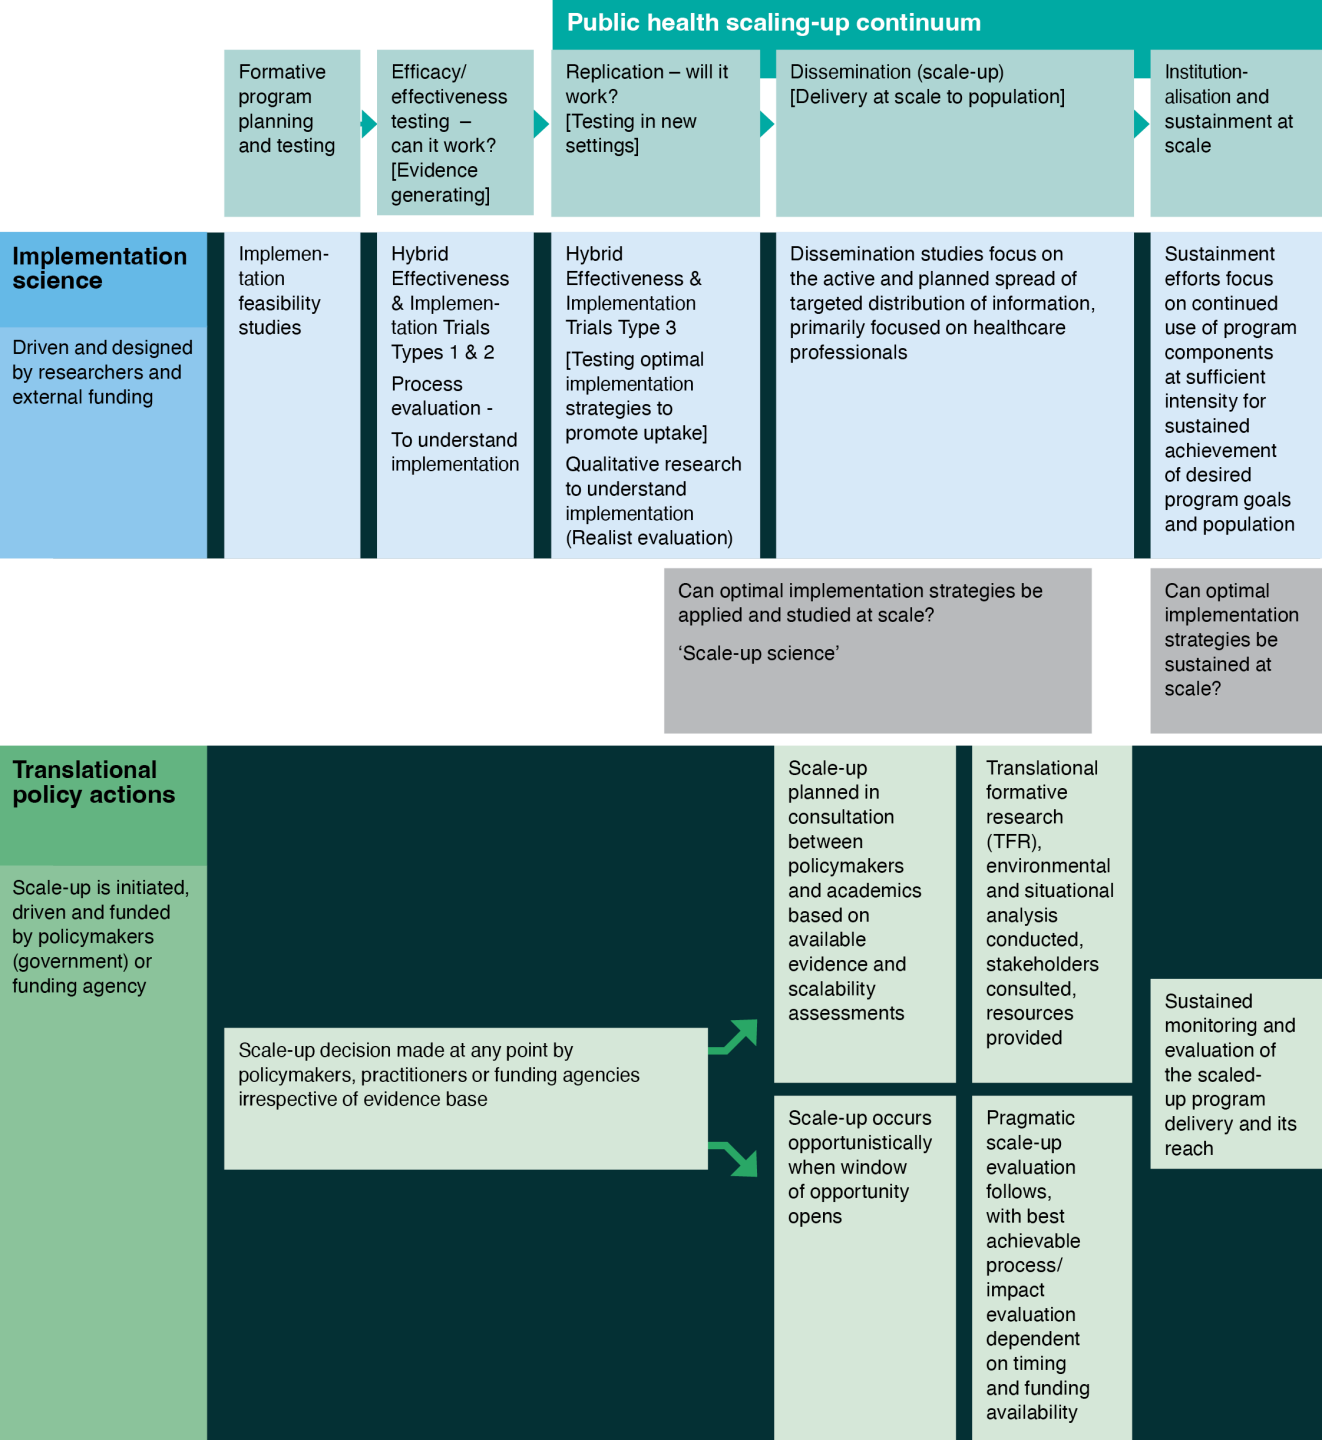 Public health scaling-up continuum
Formative
program
planning
and testing
Efficacy/
effectiveness
testing –
can it work?
[Evidence
generating]
Replication – will it
work?
[Testing in new
settings]
Dissemination (scale-up)
[Delivery at scale to population]
Institution-
alisation and
sustainment at
scale
Implementation
science
Driven and designed
by researchers and
external funding
Implemen-
tation
feasibility
studies
Hybrid
Effectiveness
& Implemen-
tation Trials
Types 1 & 2
Process
evaluation -
To understand
implementation
Hybrid
Effectiveness &
Implementation
Trials Type 3
[Testing optimal
implementation
strategies to
promote uptake]
Qualitative research
to understand
implementation
(Realist evaluation)
Dissemination studies focus on
the active and planned spread of
targeted distribution of information,
primarily focused on healthcare
professionals
Sustainment
efforts focus
on continued
use of program
components
at sufficient
intensity for
sustained
achievement
of desired
program goals
and population
Can optimal implementation strategies be
applied and studied at scale?
‘Scale-up science’
Can optimal
implementation
strategies be
sustained at
scale?
Translational
policy actions
Scale-up is initiated,
driven and funded
by policymakers
(government) or
funding agency
Scale-up decision made at any point by
policymakers, practitioners or funding agencies
irrespective of evidence base
Scale-up
planned in
consultation
between
policymakers
and academics
based on
available
evidence and
scalability
assessments
Translational
formative
research
(TFR),
environmental
and situational
analysis
conducted,
stakeholders
consulted,
resources
provided
Scale-up occurs
opportunistically
when window
of opportunity
opens
Pragmatic
scale-up
evaluation
follows,
with best
achievable
process/
impact
evaluation
dependent
on timing
and funding
availability
Sustained
monitoring and
evaluation of
the scaled-
up program
delivery and its
reach